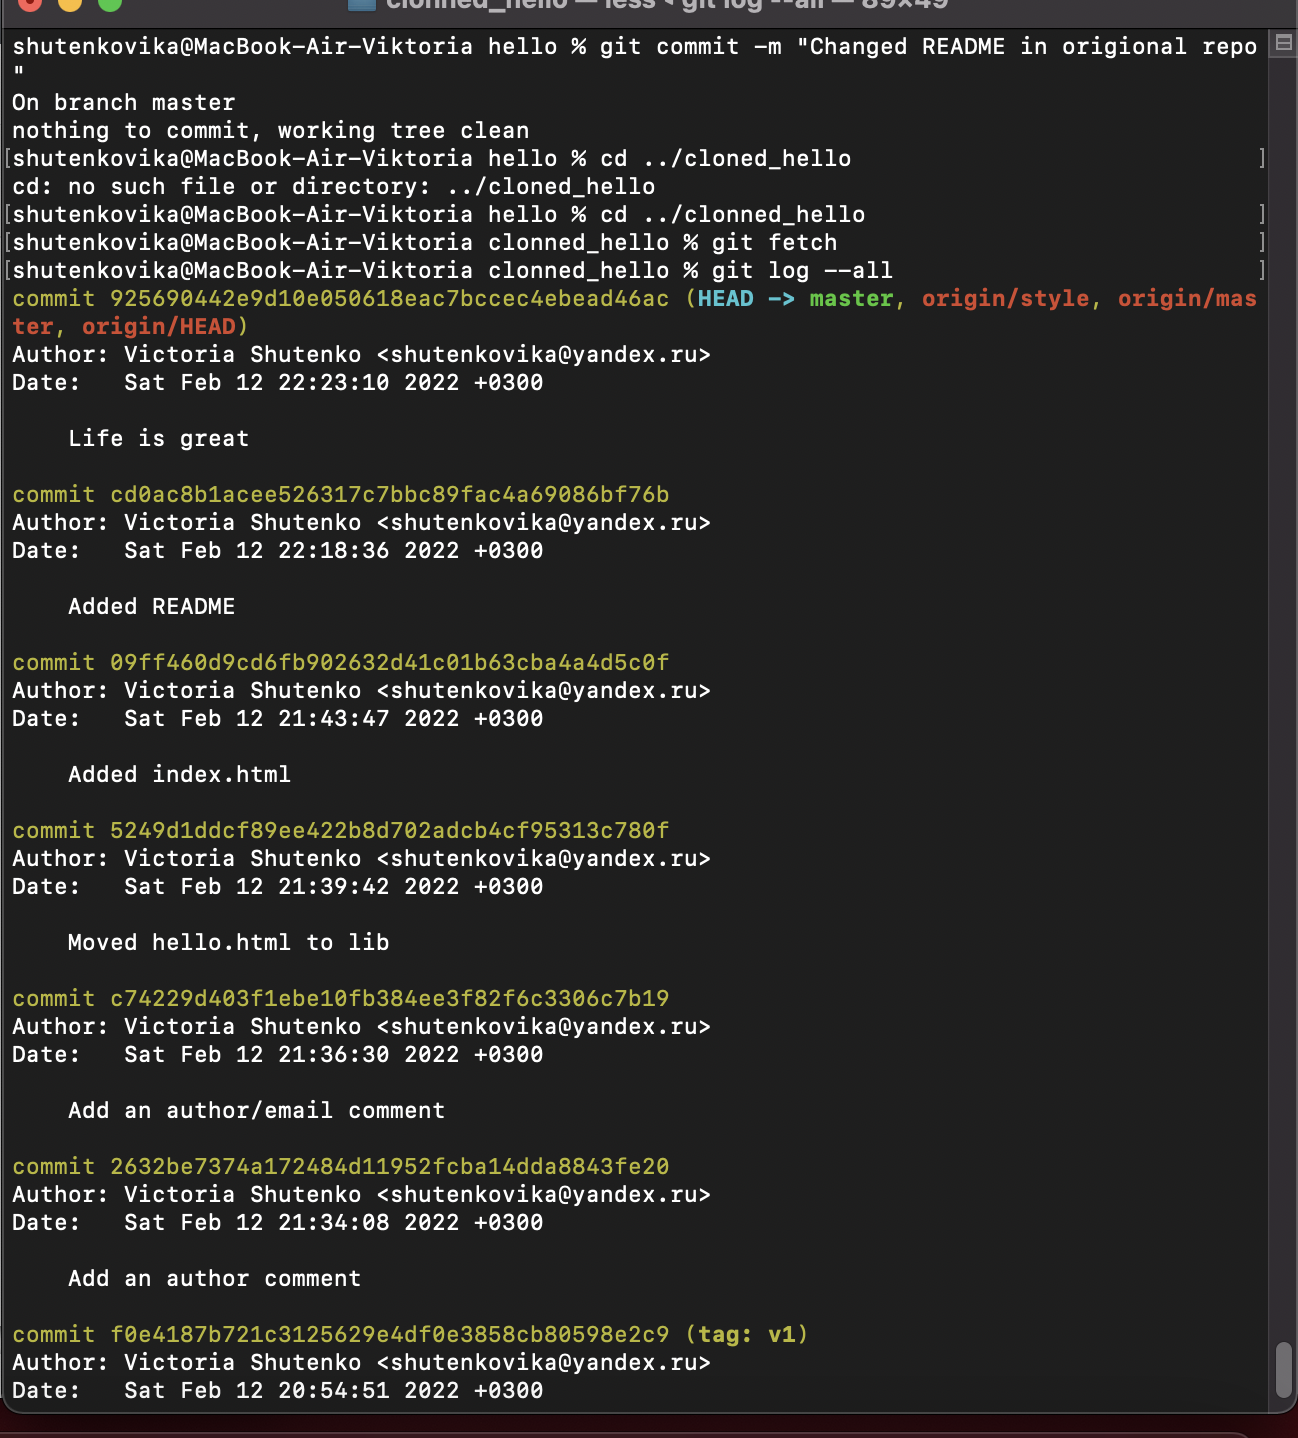 clonned_hello — less ◂ git log --all — 89×49
shutenkovika@MacBook-Air-Viktoria hello % git commit -m "Changed README in origional repo
"
On branch master
nothing to commit, working tree clean
[shutenkovika@MacBook-Air-Viktoria hello % cd ../cloned_hello ]
cd: no such file or directory: ../cloned_hello
[shutenkovika@MacBook-Air-Viktoria hello % cd ../clonned_hello ]
[shutenkovika@MacBook-Air-Viktoria clonned_hello % git fetch ]
[shutenkovika@MacBook-Air-Viktoria clonned_hello % git log --all ]
commit 925690442e9d10e050618eac7bccec4ebead46ac (HEAD -> master, origin/style, origin/mas
ter, origin/HEAD)
Author: Victoria Shutenko <shutenkovika@yandex.ru>
Date:   Sat Feb 12 22:23:10 2022 +0300
    Life is great
commit cd0ac8b1acee526317c7bbc89fac4a69086bf76b
Author: Victoria Shutenko <shutenkovika@yandex.ru>
Date:   Sat Feb 12 22:18:36 2022 +0300
    Added README
commit 09ff460d9cd6fb902632d41c01b63cba4a4d5c0f
Author: Victoria Shutenko <shutenkovika@yandex.ru>
Date:   Sat Feb 12 21:43:47 2022 +0300
    Added index.html
commit 5249d1ddcf89ee422b8d702adcb4cf95313c780f
Author: Victoria Shutenko <shutenkovika@yandex.ru>
Date:   Sat Feb 12 21:39:42 2022 +0300
    Moved hello.html to lib
commit c74229d403f1ebe10fb384ee3f82f6c3306c7b19
Author: Victoria Shutenko <shutenkovika@yandex.ru>
Date:   Sat Feb 12 21:36:30 2022 +0300
    Add an author/email comment
commit 2632be7374a172484d11952fcba14dda8843fe20
Author: Victoria Shutenko <shutenkovika@yandex.ru>
Date:   Sat Feb 12 21:34:08 2022 +0300
    Add an author comment
commit f0e4187b721c3125629e4df0e3858cb80598e2c9 (tag: v1)
Author: Victoria Shutenko <shutenkovika@yandex.ru>
Date:   Sat Feb 12 20:54:51 2022 +0300